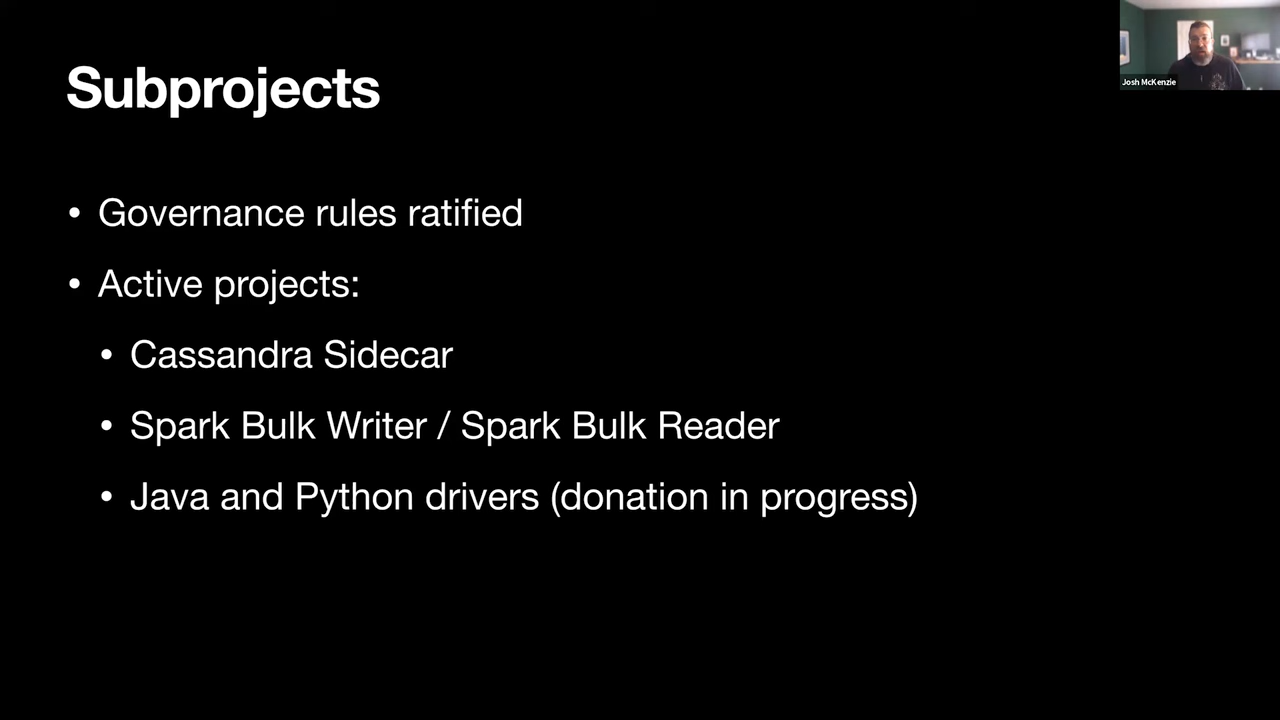 Subprojects
• Governance rules ratified
• Active projects:
• Cassandra Sidecar
• Spark Bulk Writer / Spark Bulk Reader
• Java and Python drivers (donation in progress)
Josh McKenzie